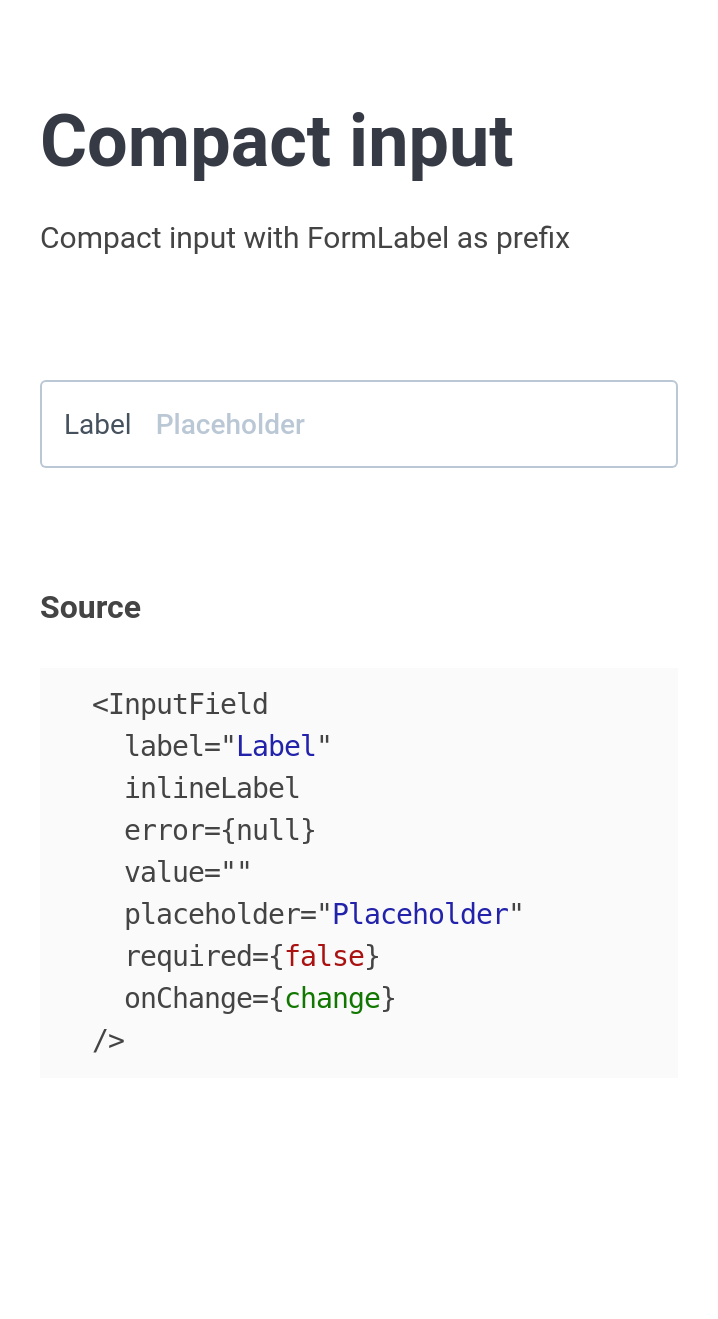 Compact input
Compact input with FormLabel as prefix
Label Placeholder
Source
<InputField
  label="Label"
  inlineLabel
  error={null}
  value=""
  placeholder="Placeholder"
  required={false}
  onChange={change}
/>